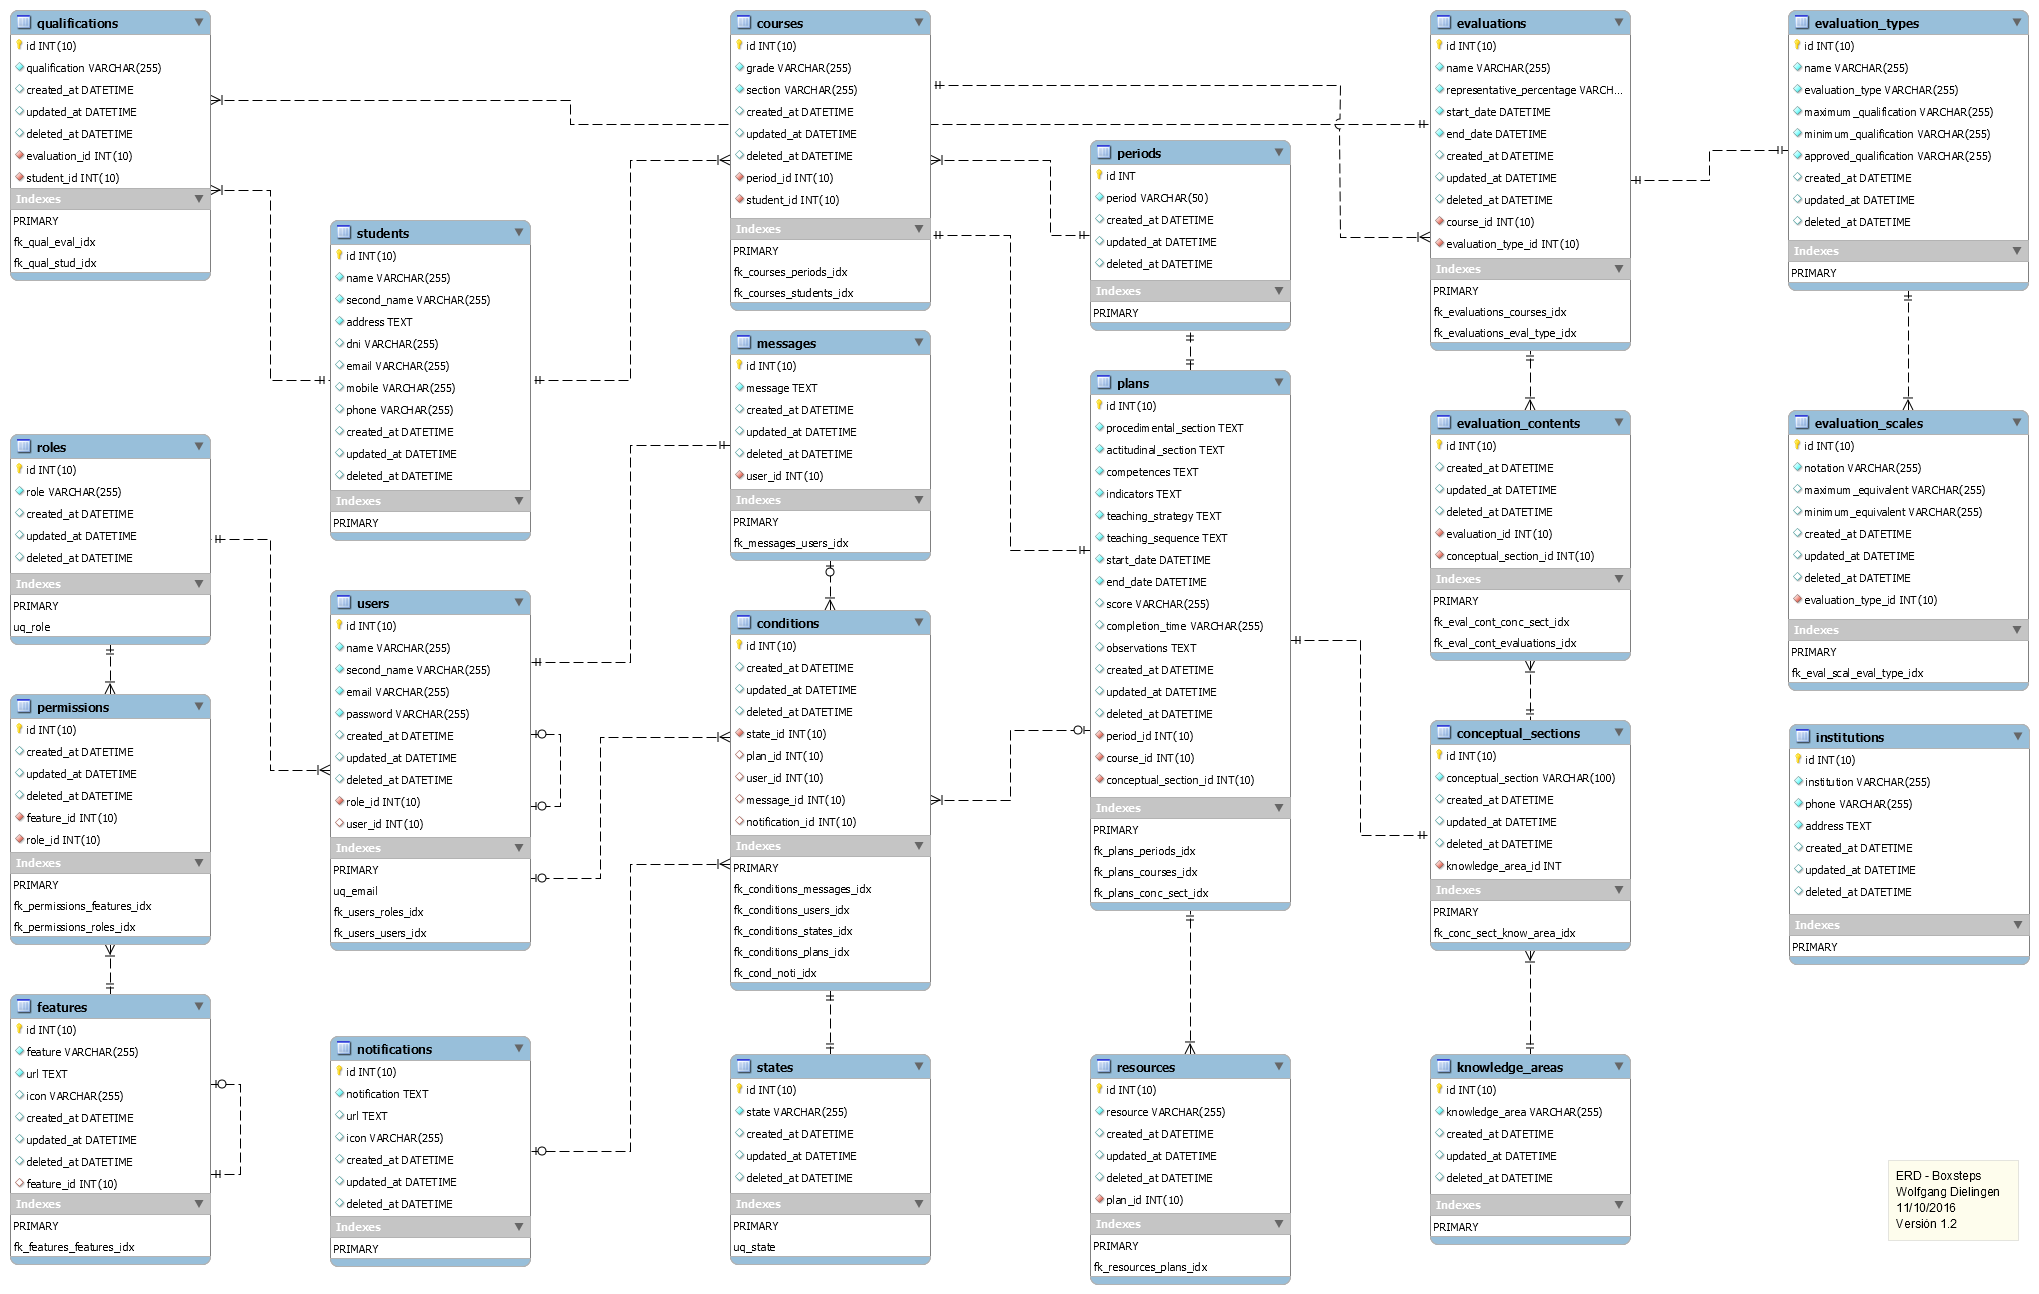 qualifications
id INT(10)
qualification VARCHAR(255)
created_at DATETIME
updated_at DATETIME
deleted_at DATETIME
evaluation_id INT(10)
student_id INT(10)
Indexes
PRIMARY
fk_qual_eval_idx
fk_qual_stud_idx
students
id INT(10)
name VARCHAR(255)
second_name VARCHAR(255)
address TEXT
dni VARCHAR(255)
email VARCHAR(255)
mobile VARCHAR(255)
phone VARCHAR(255)
created_at DATETIME
updated_at DATETIME
deleted_at DATETIME
Indexes
PRIMARY
courses
id INT(10)
grade VARCHAR(255)
section VARCHAR(255)
created_at DATETIME
updated_at DATETIME
deleted_at DATETIME
period_id INT(10)
student_id INT(10)
Indexes
PRIMARY
fk_courses_periods_idx
fk_courses_students_idx
periods
id INT
period VARCHAR(50)
created_at DATETIME
updated_at DATETIME
deleted_at DATETIME
Indexes
PRIMARY
evaluations
id INT(10)
name VARCHAR(255)
representative_percentage VARCH...
start_date DATETIME
end_date DATETIME
created_at DATETIME
updated_at DATETIME
deleted_at DATETIME
course_id INT(10)
evaluation_type_id INT(10)
Indexes
PRIMARY
fk_evaluations_courses_idx
fk_evaluations_eval_type_idx
evaluation_types
id INT(10)
name VARCHAR(255)
evaluation_type VARCHAR(255)
maximum_qualification VARCHAR(255)
minimum_qualification VARCHAR(255)
approved_qualification VARCHAR(255)
created_at DATETIME
updated_at DATETIME
deleted_at DATETIME
Indexes
PRIMARY
messages
id INT(10)
message TEXT
created_at DATETIME
updated_at DATETIME
deleted_at DATETIME
user_id INT(10)
Indexes
PRIMARY
fk_messages_users_idx
plans
id INT(10)
procedimental_section TEXT
actitudinal_section TEXT
competences TEXT
indicators TEXT
teaching_strategy TEXT
teaching_sequence TEXT
start_date DATETIME
end_date DATETIME
score VARCHAR(255)
completion_time VARCHAR(255)
observations TEXT
created_at DATETIME
updated_at DATETIME
deleted_at DATETIME
period_id INT(10)
course_id INT(10)
conceptual_section_id INT(10)
Indexes
PRIMARY
fk_plans_periods_idx
fk_plans_courses_idx
fk_plans_conc_sect_idx
evaluation_contents
id INT(10)
created_at DATETIME
updated_at DATETIME
deleted_at DATETIME
evaluation_id INT(10)
conceptual_section_id INT(10)
Indexes
PRIMARY
fk_eval_cont_conc_sect_idx
fk_eval_cont_evaluations_idx
evaluation_scales
id INT(10)
notation VARCHAR(255)
maximum_equivalent VARCHAR(255)
minimum_equivalent VARCHAR(255)
created_at DATETIME
updated_at DATETIME
deleted_at DATETIME
evaluation_type_id INT(10)
Indexes
PRIMARY
fk_eval_scal_eval_type_idx
roles
id INT(10)
role VARCHAR(255)
created_at DATETIME
updated_at DATETIME
deleted_at DATETIME
Indexes
PRIMARY
uq_role
users
id INT(10)
name VARCHAR(255)
second_name VARCHAR(255)
email VARCHAR(255)
password VARCHAR(255)
created_at DATETIME
updated_at DATETIME
deleted_at DATETIME
role_id INT(10)
user_id INT(10)
Indexes
PRIMARY
uq_email
fk_users_roles_idx
fk_users_users_idx
conditions
id INT(10)
created_at DATETIME
updated_at DATETIME
deleted_at DATETIME
state_id INT(10)
plan_id INT(10)
user_id INT(10)
message_id INT(10)
notification_id INT(10)
Indexes
PRIMARY
fk_conditions_messages_idx
fk_conditions_users_idx
fk_conditions_states_idx
fk_conditions_plans_idx
fk_cond_noti_idx
permissions
id INT(10)
created_at DATETIME
updated_at DATETIME
deleted_at DATETIME
feature_id INT(10)
role_id INT(10)
Indexes
PRIMARY
fk_permissions_features_idx
fk_permissions_roles_idx
conceptual_sections
id INT(10)
conceptual_section VARCHAR(100)
created_at DATETIME
updated_at DATETIME
deleted_at DATETIME
knowledge_area_id INT
Indexes
PRIMARY
fk_conc_sect_know_area_idx
institutions
id INT(10)
institution VARCHAR(255)
phone VARCHAR(255)
address TEXT
created_at DATETIME
updated_at DATETIME
deleted_at DATETIME
Indexes
PRIMARY
features
id INT(10)
feature VARCHAR(255)
url TEXT
icon VARCHAR(255)
created_at DATETIME
updated_at DATETIME
deleted_at DATETIME
feature_id INT(10)
Indexes
PRIMARY
fk_features_features_idx
notifications
id INT(10)
notification TEXT
url TEXT
icon VARCHAR(255)
created_at DATETIME
updated_at DATETIME
deleted_at DATETIME
Indexes
PRIMARY
states
id INT(10)
state VARCHAR(255)
created_at DATETIME
updated_at DATETIME
deleted_at DATETIME
Indexes
PRIMARY
uq_state
resources
id INT(10)
resource VARCHAR(255)
created_at DATETIME
updated_at DATETIME
deleted_at DATETIME
plan_id INT(10)
Indexes
PRIMARY
fk_resources_plans_idx
knowledge_areas
id INT(10)
knowledge_area VARCHAR(255)
created_at DATETIME
updated_at DATETIME
deleted_at DATETIME
Indexes
PRIMARY
ERD - Boxsteps
Wolfgang Dielingen
11/10/2016
Versión 1.2